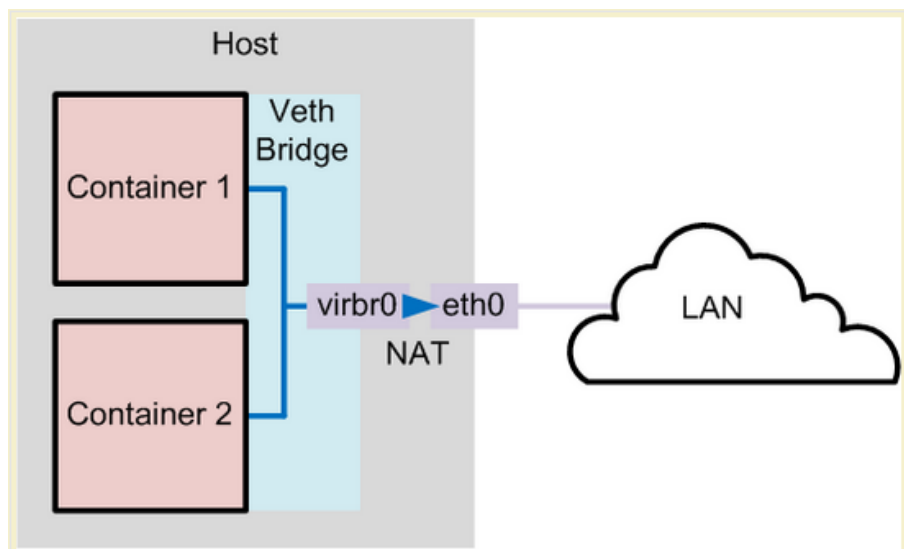 Host
Veth
Bridge
Container 1
virbr0
eth0
NAT
LAN
Container 2